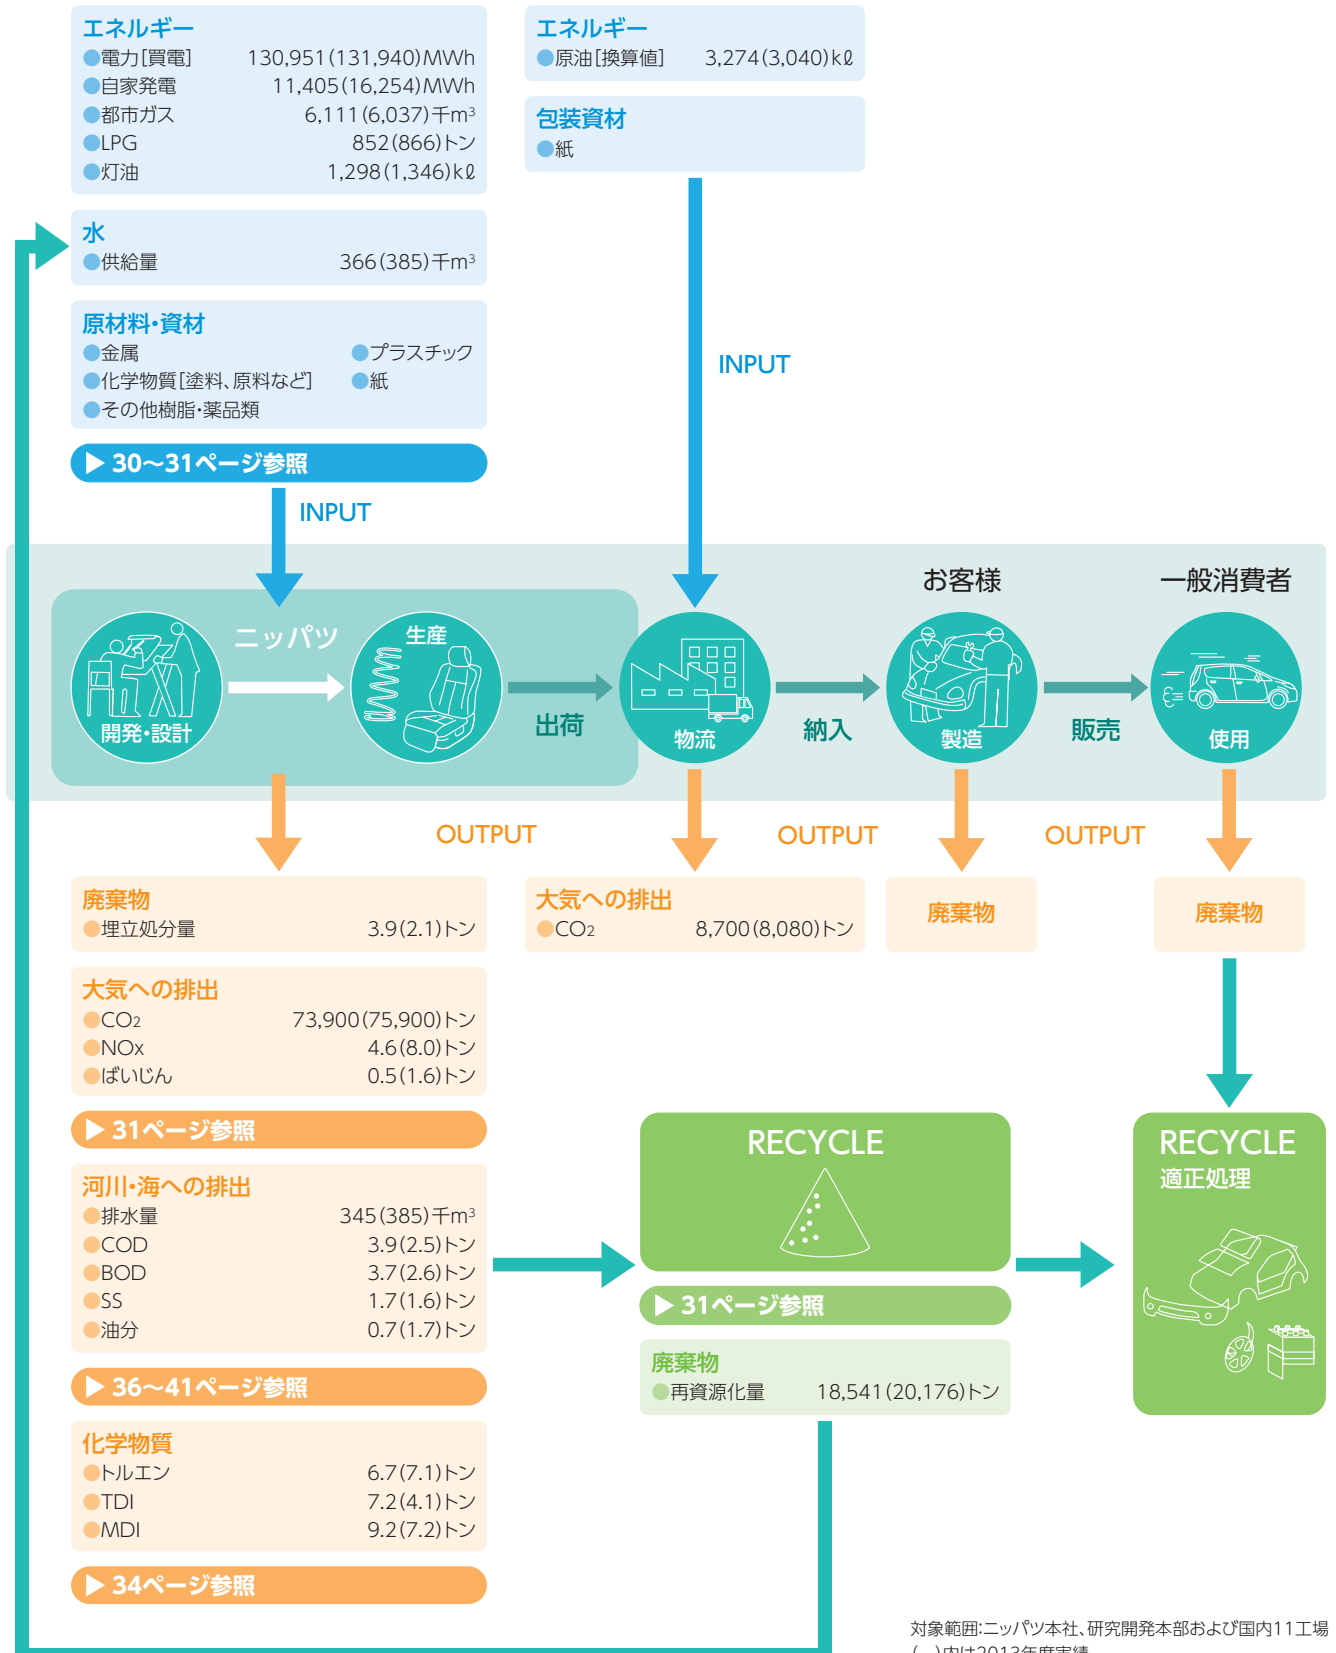 エネルギー
●電力[買電] 130,951(131,940)MWh
●自家発電 11,405(16,254)MWh
●都市ガス 6,111(6,037)千m³
●LPG 852(866)トン
●灯油 1,298(1,346)kℓ
水
●供給量 366(385)千m³
原材料・資材
●金属 ●プラスチック
●化学物質[塗料、原料など] ●紙
●その他樹脂・薬品類
▶ 30〜31ページ参照
INPUT
エネルギー
●原油[換算値] 3,274(3,040)kℓ
包装資材
●紙
INPUT
お客様
一般消費者
ニッパツ
開発・設計
生産
出荷
物流
納入
製造
販売
使用
OUTPUT
OUTPUT
OUTPUT
廃棄物
●埋立処分量 3.9(2.1)トン
大気への排出
●CO₂ 73,900(75,900)トン
●NOx 4.6(8.0)トン
●ばいじん 0.5(1.6)トン
▶ 31ページ参照
河川・海への排出
●排水量 345(385)千m³
●COD 3.9(2.5)トン
●BOD 3.7(2.6)トン
●SS 1.7(1.6)トン
●油分 0.7(1.7)トン
▶ 36〜41ページ参照
化学物質
●トルエン 6.7(7.1)トン
●TDI 7.2(4.1)トン
●MDI 9.2(7.2)トン
▶ 34ページ参照
大気への排出
●CO₂ 8,700(8,080)トン
廃棄物
廃棄物
RECYCLE
▶ 31ページ参照
廃棄物
●再資源化量 18,541(20,176)トン
RECYCLE
適正処理
対象範囲:ニッパツ本社、研究開発本部および国内11工場
( )内は2013年度実績